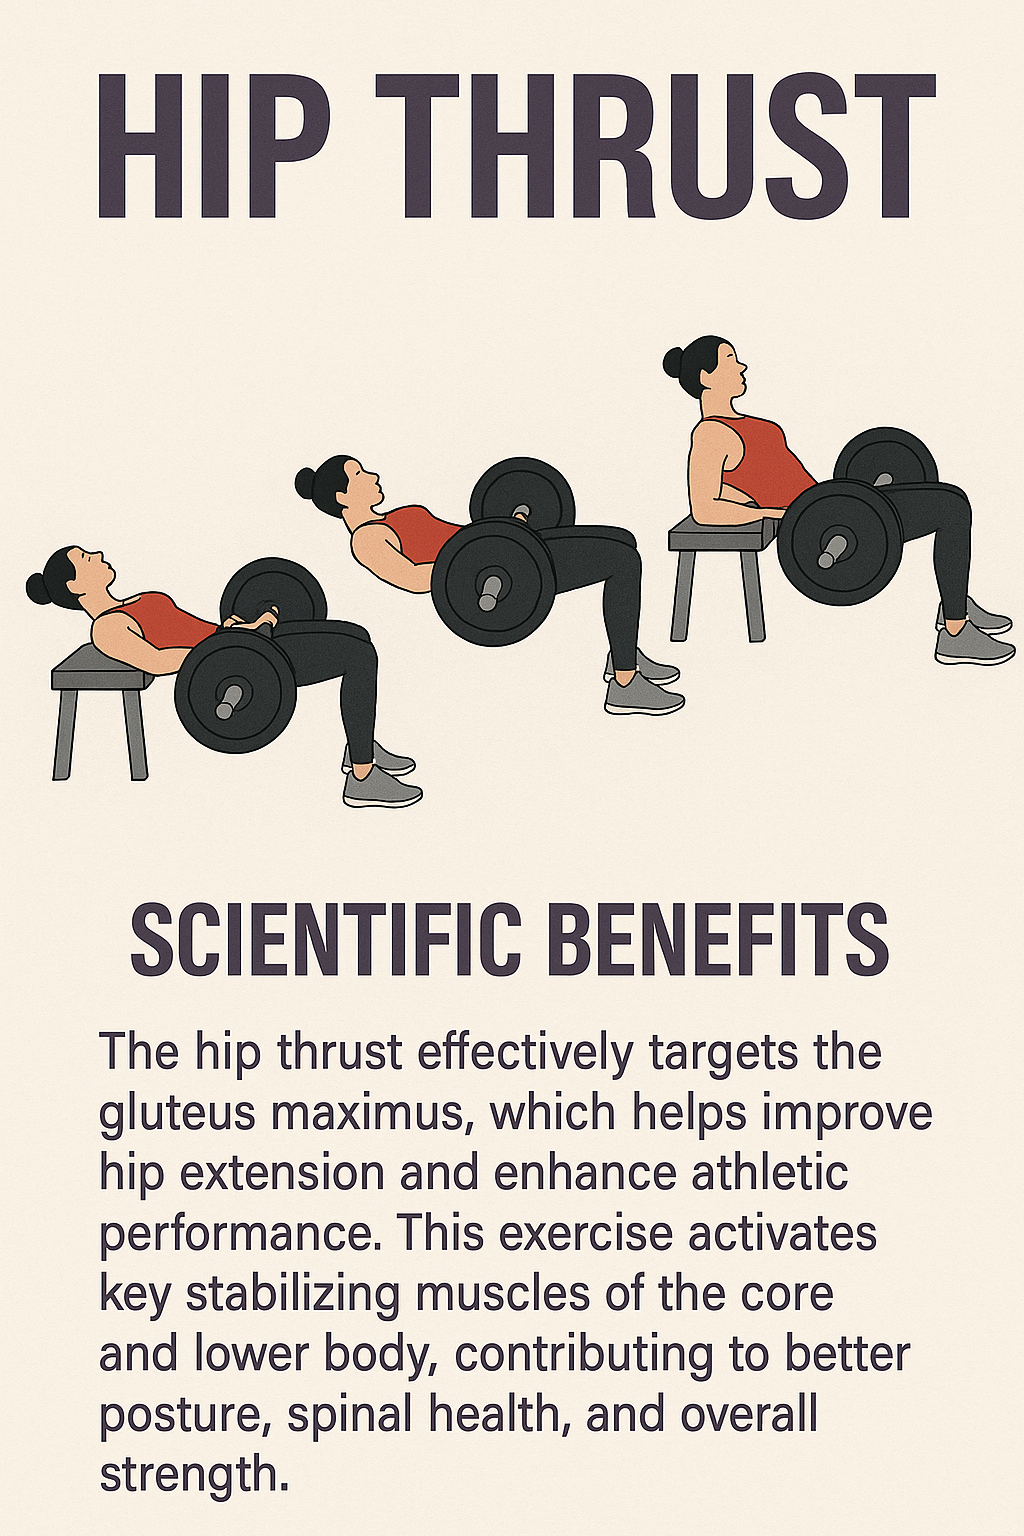 HIP THRUST
SCIENTIFIC BENEFITS
The hip thrust effectively targets the
gluteus maximus, which helps improve
hip extension and enhance athletic
performance. This exercise activates
key stabilizing muscles of the core
and lower body, contributing to better
posture, spinal health, and overall
strength.